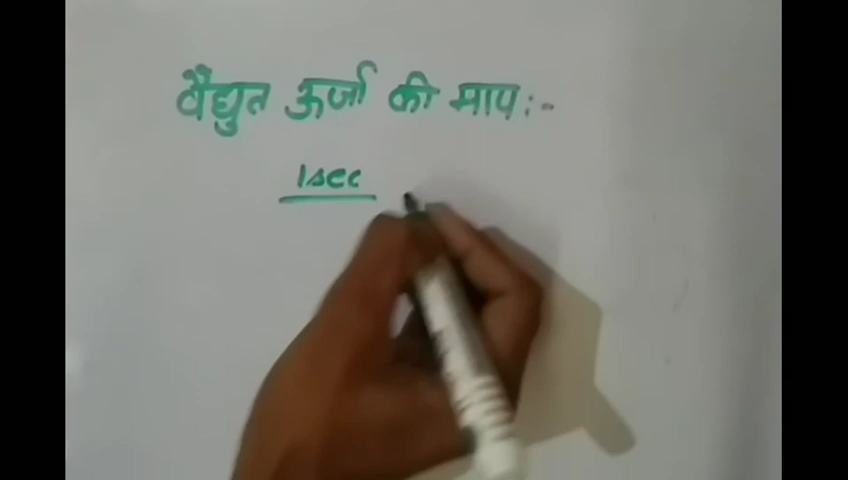 वैद्युत ऊर्जा की माप :-
1sec